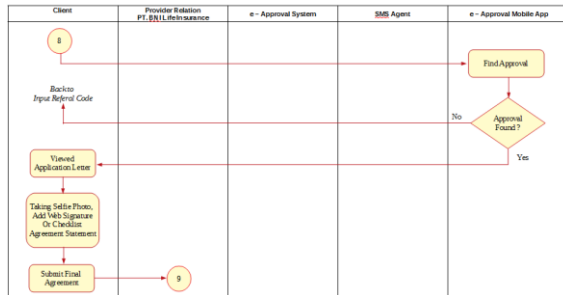 Client
Provider Relation
PT. BNI Life Insurance
e – Approval System
SMS Agent
e – Approval Mobile App
8
Find Approval
Back to
Input Referal Code
No
Approval
Found ?
Yes
Viewed
Application Letter
Taking Selfie Photo,
Add Web Signature
Or Checklist
Agreement Statement
Submit Final
Agreement
9